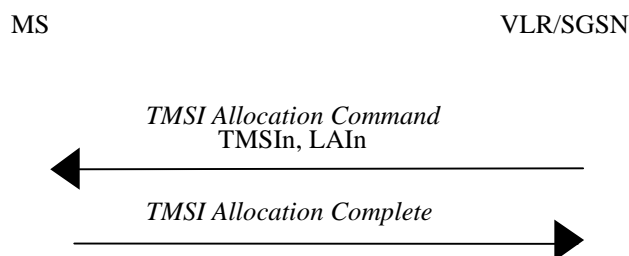 MS VLR/SGSN
TMSI Allocation Command
TMSIn, LAIn
TMSI Allocation Complete